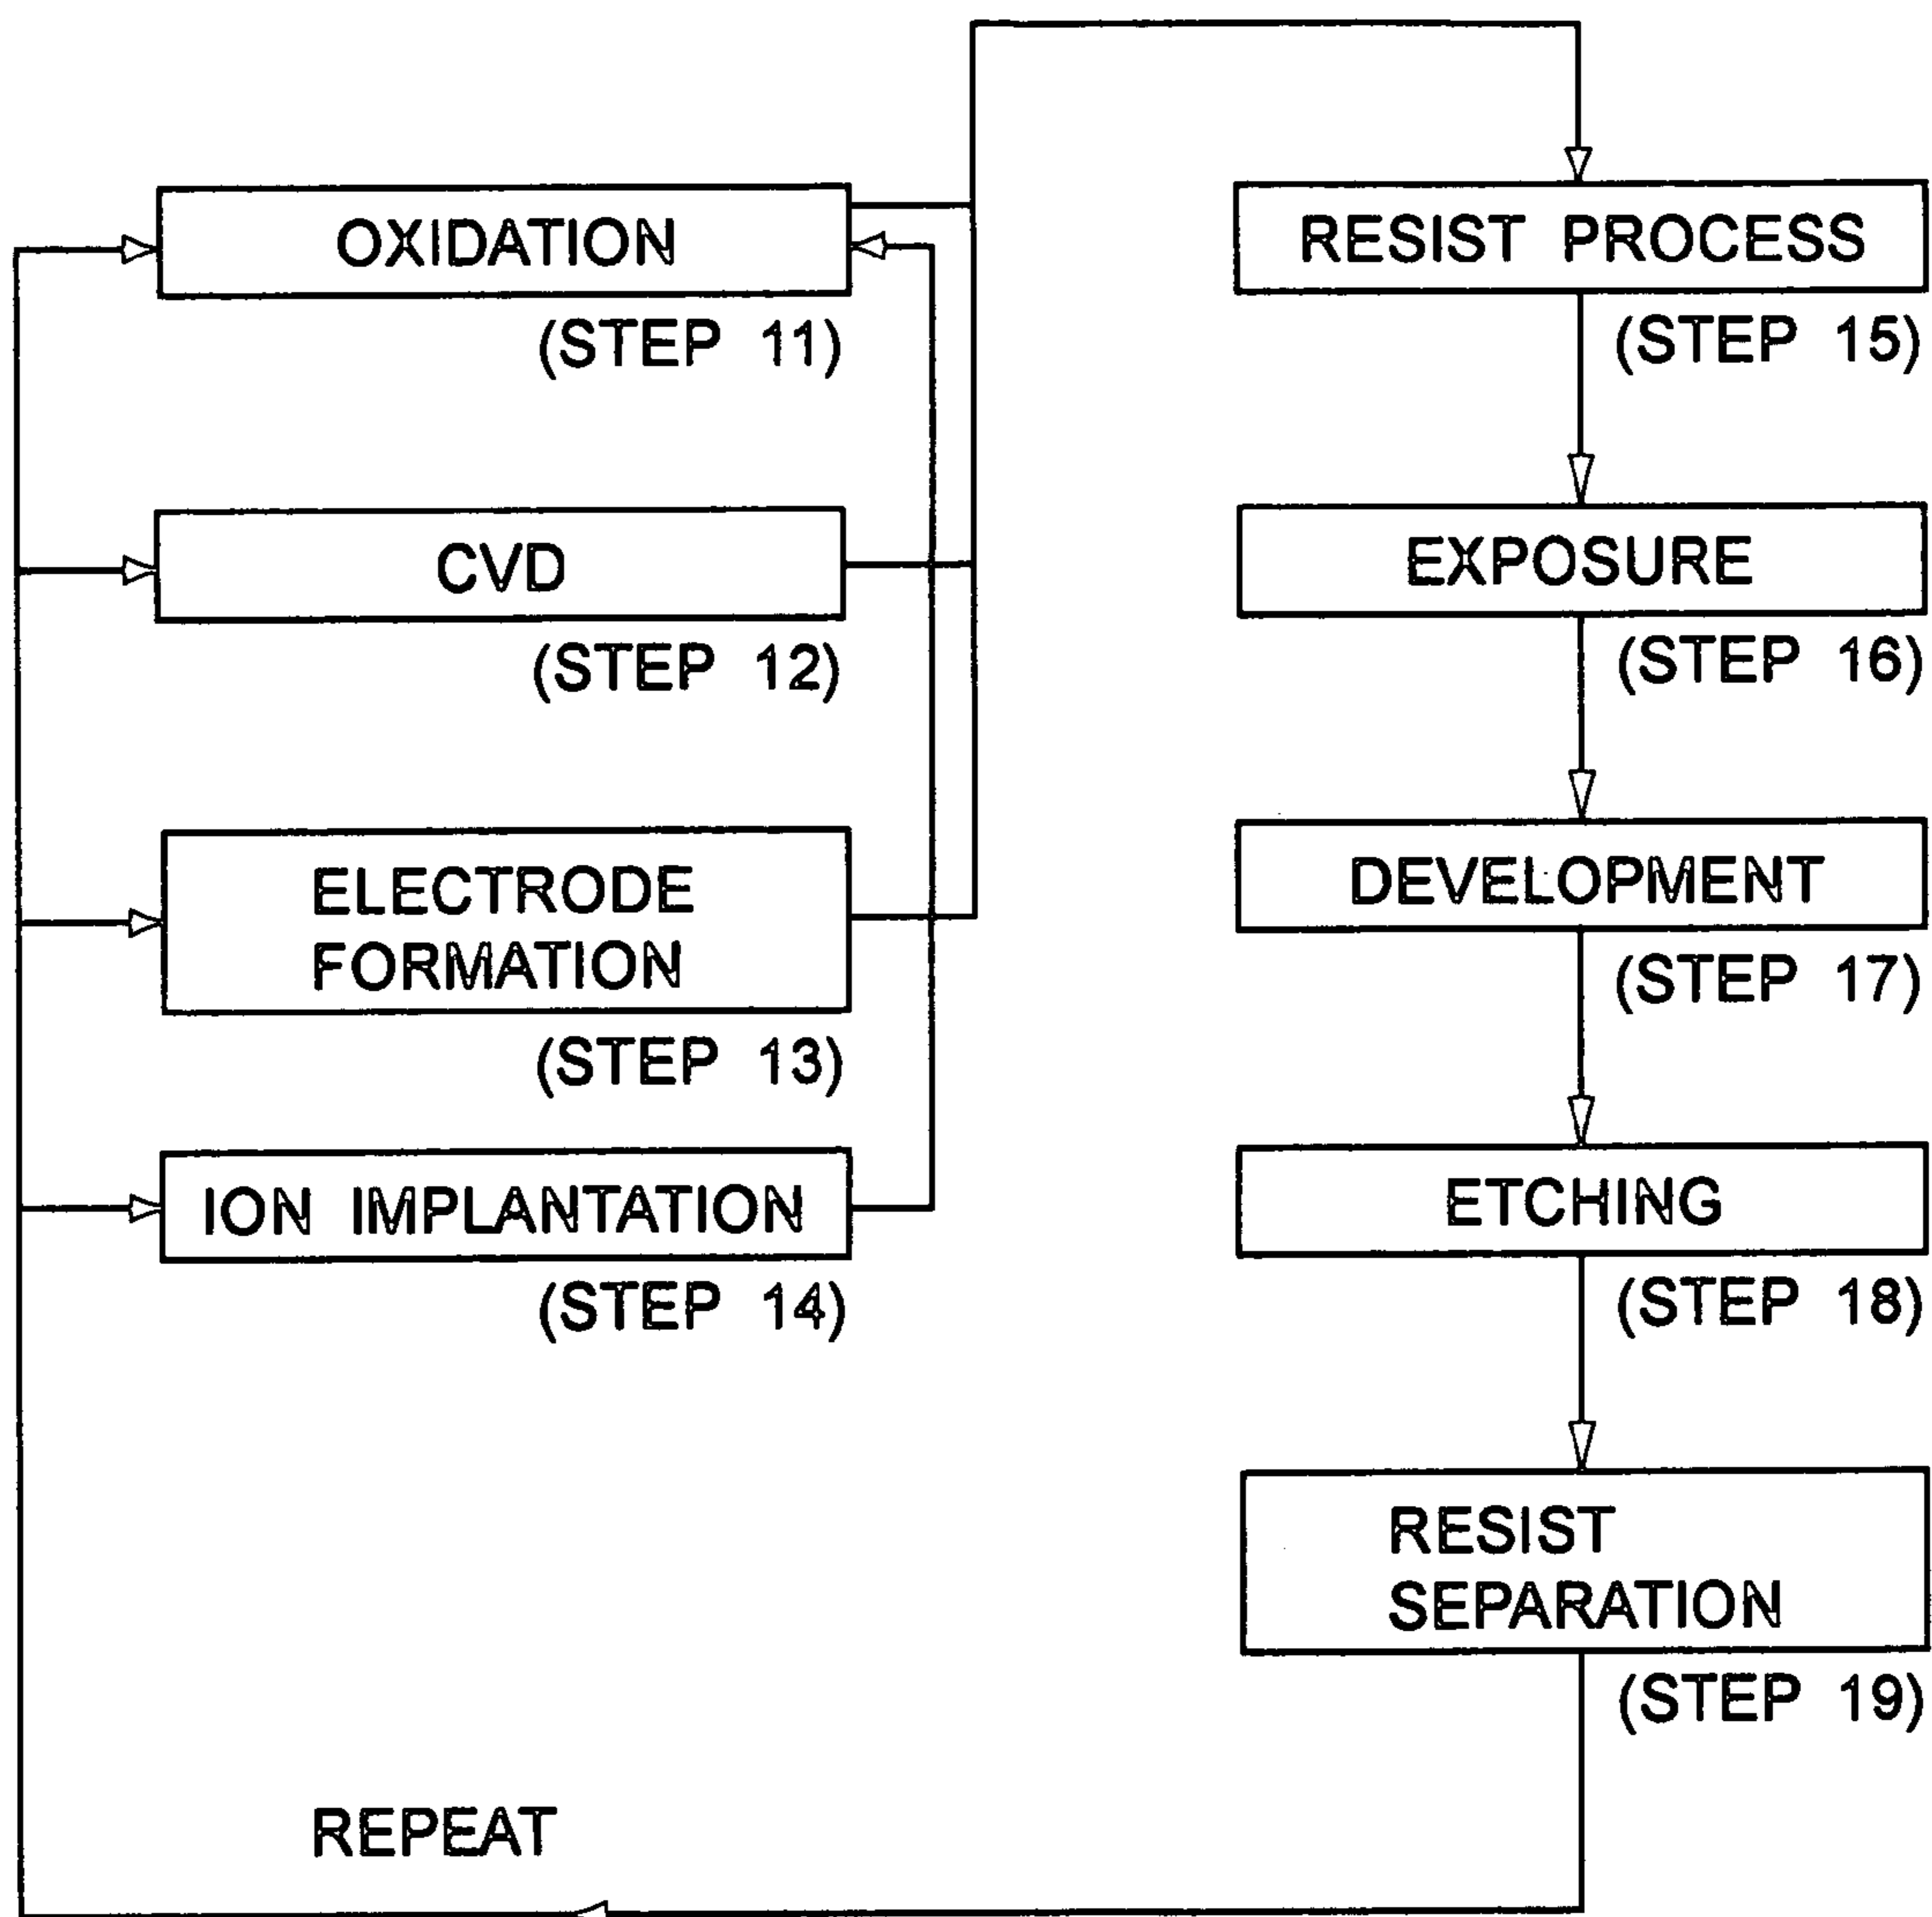 OXIDATION
(STEP 11)
CVD
(STEP 12)
ELECTRODE
FORMATION
(STEP 13)
ION IMPLANTATION
(STEP 14)
RESIST PROCESS
(STEP 15)
EXPOSURE
(STEP 16)
DEVELOPMENT
(STEP 17)
ETCHING
(STEP 18)
RESIST
SEPARATION
(STEP 19)
REPEAT